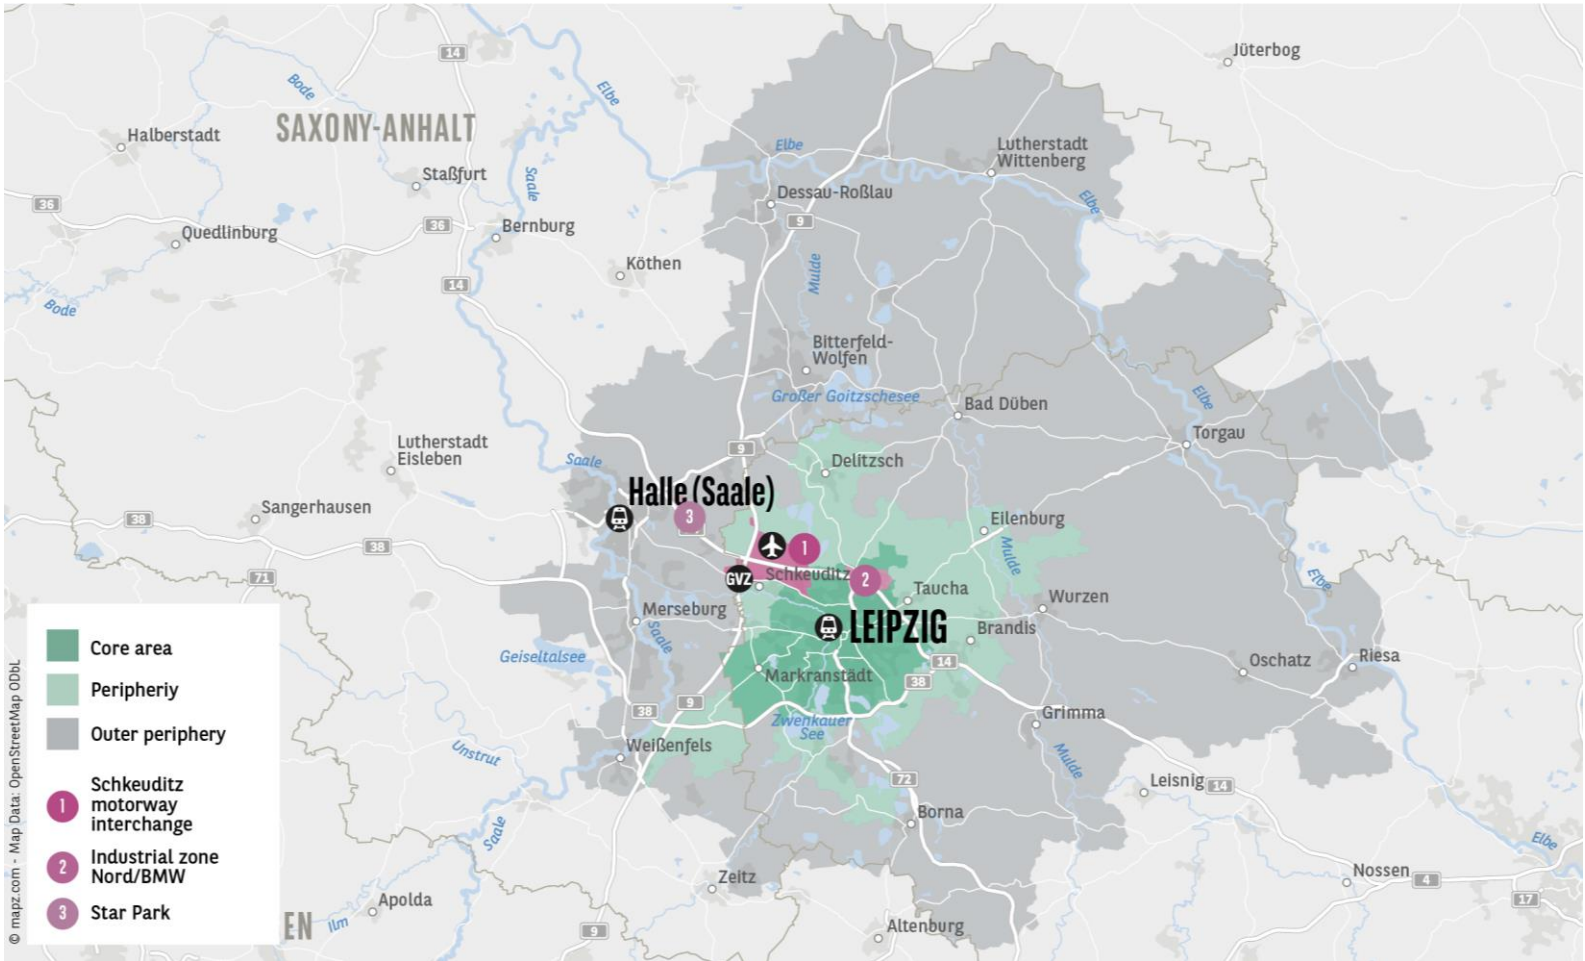 14
Jüterbog
Bode
Elbe
SAXONY-ANHALT
Halberstadt
Elbe
Lutherstadt
Wittenberg
Staßfurt
Saale
Dessau-Roßlau
Elbe
36
9
36
Bernburg
Quedlinburg
Köthen
Mulde
14
Bode
Bitterfeld-
Wolfen
Großer Goitzschesee
Elbe
Bad Düben
Torgau
Lutherstadt
Eisleben
9
Saale
Delitzsch
Halle (Saale)
Sangerhausen
38
3
Eilenburg
38
1
Mulde
GVZ
Schkeuditz
2
71
Taucha
Elbe
Wurzen
Merseburg
Saale
LEIPZIG
Brandis
Geiseltalsee
14
Oschatz
Riesa
Markranstädt
38
9
38
Zwenkauer
See
Grimma
Weißenfels
Unstrut
Mulde
72
Leisnig
14
Borna
Saale
Elbe
Zeitz
Nossen
4
17
Apolda
Ilm
EN
9
Altenburg
Core area
Peripheriy
Outer periphery
1
Schkeuditz
motorway
interchange
2
Industrial zone
Nord/BMW
3
Star Park
© mapz.com - Map Data: OpenStreetMap ODbL